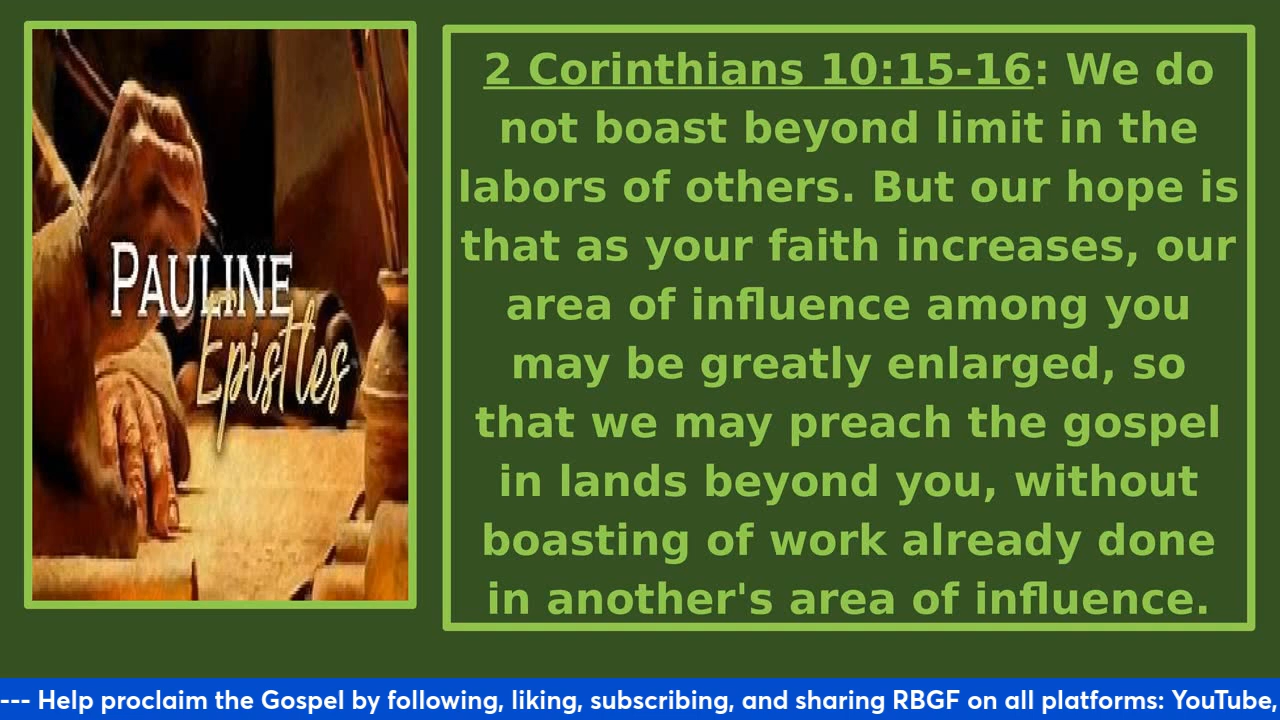 PAULINE
Epistles
2 Corinthians 10:15-16: We do
not boast beyond limit in the
labors of others. But our hope is
that as your faith increases, our
area of influence among you
may be greatly enlarged, so
that we may preach the gospel
in lands beyond you, without
boasting of work already done
in another's area of influence.
--- Help proclaim the Gospel by following, liking, subscribing, and sharing RBGF on all platforms: YouTube,